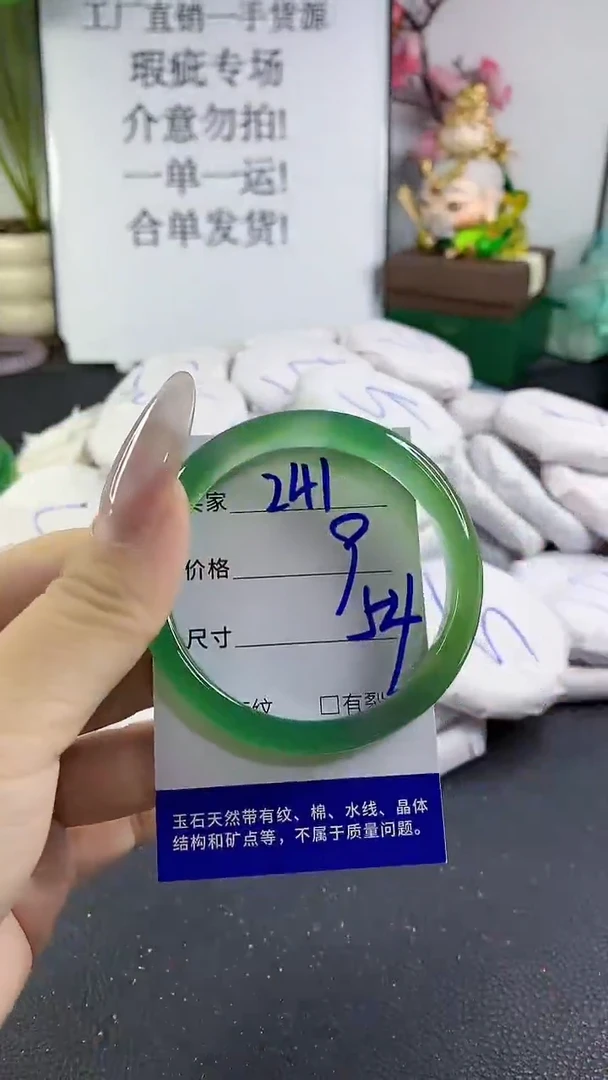 工厂直销一手货源
瑕疵专场
介意勿拍!
一单一运!
合单发货!
家 241
价格 9
尺寸 54
纹 □有裂
玉石天然带有纹、棉、水线、晶体
结构和矿点等，不属于质量问题。